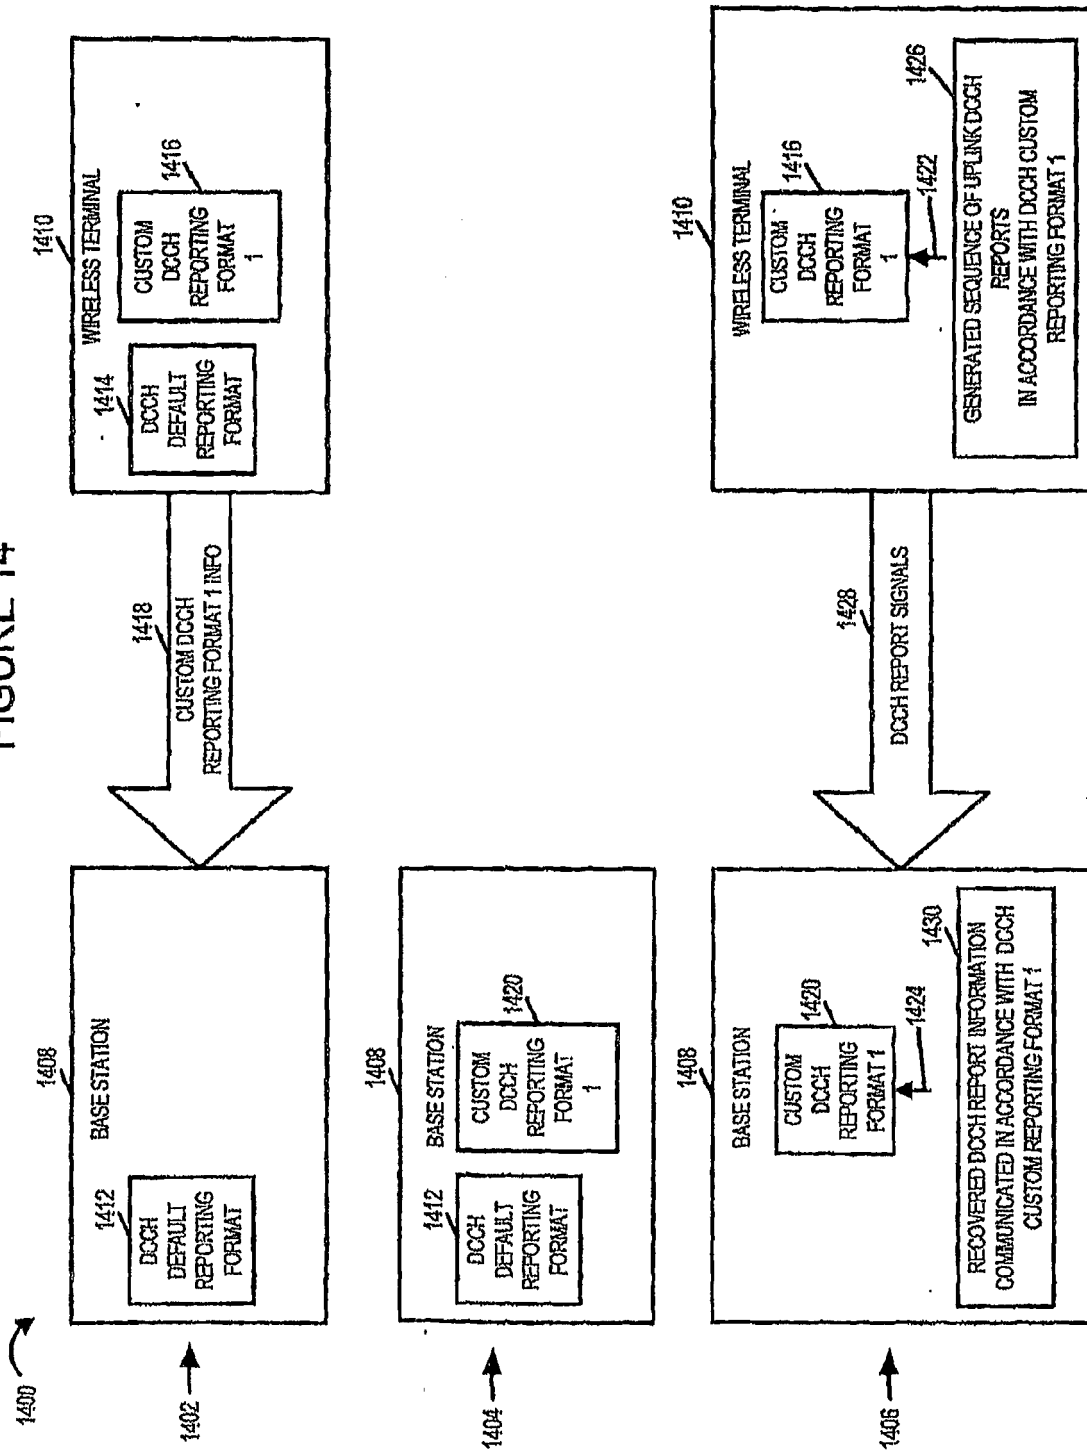 FIGURE 14
1400
1402
1408
BASE STATION
1412
DCCH
DEFAULT
REPORTING
FORMAT
1418
CUSTOM DCCH
REPORTING FORMAT 1 INFO
1410
WIRELESS TERMINAL
1414
DCCH
DEFAULT
REPORTING
FORMAT
1416
CUSTOM
DCCH
REPORTING
FORMAT
1
1404
1408
BASE STATION
1412
DCCH
DEFAULT
REPORTING
FORMAT
1420
CUSTOM
DCCH
REPORTING
FORMAT
1
1406
1408
BASE STATION
1420
CUSTOM
DCCH
REPORTING
FORMAT 1
1424
1430
RECOVERED DCCH REPORT INFORMATION
COMMUNICATED IN ACCORDANCE WITH DCCH
CUSTOM REPORTING FORMAT 1
1428
DCCH REPORT SIGNALS
1410
WIRELESS TERMINAL
1416
CUSTOM
DCCH
REPORTING
FORMAT
1
1422
1426
GENERATED SEQUENCE OF UPLINK DCCH
REPORTS
IN ACCORDANCE WITH DCCH CUSTOM
REPORTING FORMAT 1